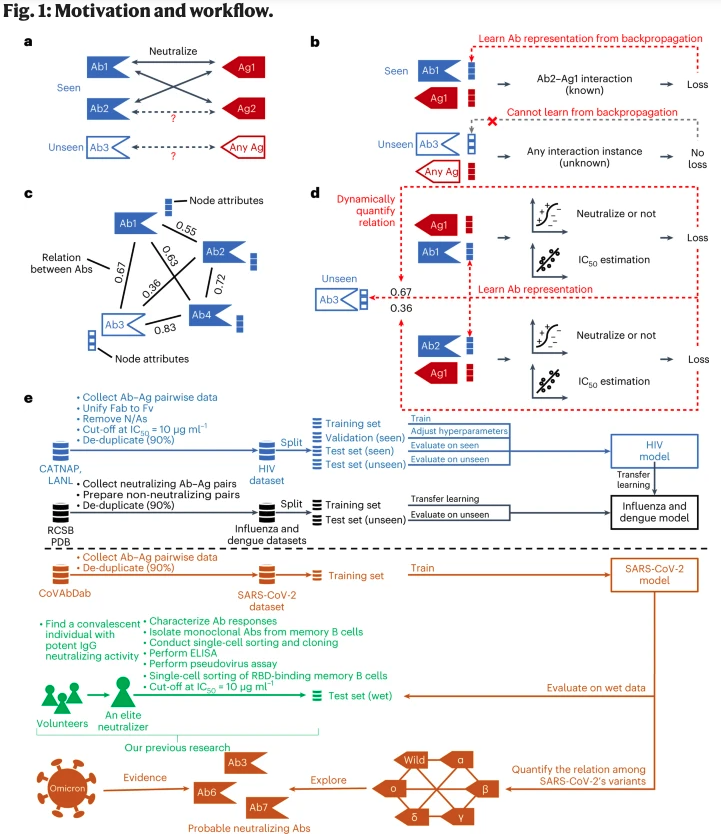 Fig. 1: Motivation and workflow.
a
Neutralize
Ab1
Ag1
Seen
Ab2
Ag2
?
Unseen
Ab3
Any Ag
?
b
Learn Ab representation from backpropagation
Seen
Ab1
Ag1
Ab2–Ag1 interaction
(known)
Loss
Cannot learn from backpropagation
Unseen
Ab3
Any Ag
Any interaction instance
(unknown)
No
loss
c
Node attributes
Ab1
0.55
Ab2
Relation
between Abs
0.67
0.63
0.36
0.72
Ab3
0.83
Ab4
Node attributes
d
Dynamically
quantify
relation
Ag1
Ab1
Neutralize or not
IC50 estimation
Loss
Unseen
Ab3
0.67
0.36
Learn Ab representation
Ab2
Ag1
Neutralize or not
IC50 estimation
Loss
e
• Collect Ab–Ag pairwise data
• Unify Fab to Fv
• Remove N/As
• Cut-off at IC50 = 10 µg ml−1
• De-duplicate (90%)
CATNAP,
LANL
HIV
dataset
Split
Training set
Validation (seen)
Test set (seen)
Test set (unseen)
Train
Adjust hyperparameters
Evaluate on seen
Evaluate on unseen
HIV
model
Transfer
learning
• Collect neutralizing Ab–Ag pairs
• Prepare non-neutralizing pairs
• De-duplicate (90%)
RCSB
PDB
Influenza and
dengue datasets
Split
Training set
Test set (unseen)
Transfer learning
Evaluate on unseen
Influenza and
dengue model
• Collect Ab–Ag pairwise data
• De-duplicate (90%)
CoVAbDab
SARS-CoV-2
dataset
Training set
Train
SARS-CoV-2
model
• Find a convalescent
individual with
potent IgG
neutralizing activity
• Characterize Ab responses
• Isolate monoclonal Abs from memory B cells
• Conduct single-cell sorting and cloning
• Perform ELISA
• Perform pseudovirus assay
• Single-cell sorting of RBD-binding memory B cells
• Cut-off at IC50 = 10 µg ml−1
Volunteers
An elite
neutralizer
Test set (wet)
Evaluate on wet data
Our previous research
Omicron
Evidence
Ab3
Ab6
Ab7
Probable neutralizing Abs
Explore
Wild
α
ο
β
δ
γ
Quantify the relation among
SARS-CoV-2's variants